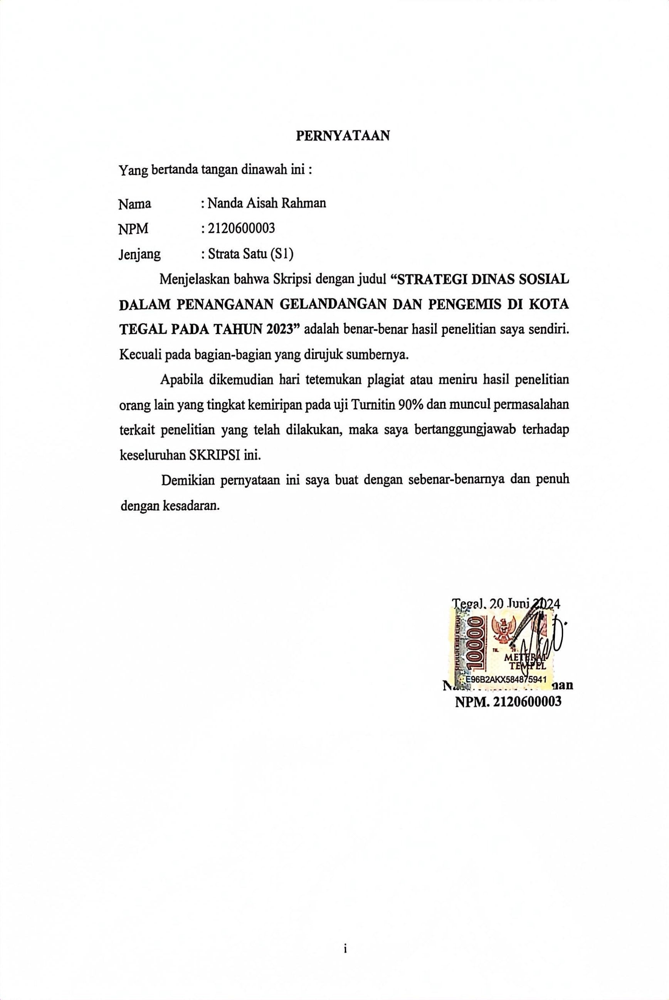 PERNYATAAN
Yang bertanda tangan dinawah ini :
Nama : Nanda Aisah Rahman
NPM : 2120600003
Jenjang : Strata Satu (S1)
Menjelaskan bahwa Skripsi dengan judul “STRATEGI DINAS SOSIAL
DALAM PENANGANAN GELANDANGAN DAN PENGEMIS DI KOTA
TEGAL PADA TAHUN 2023” adalah benar-benar hasil penelitian saya sendiri.
Kecuali pada bagian-bagian yang dirujuk sumbernya.
Apabila dikemudian hari tetemukan plagiat atau meniru hasil penelitian
orang lain yang tingkat kemiripan pada uji Turnitin 90% dan muncul permasalahan
terkait penelitian yang telah dilakukan, maka saya bertanggungjawab terhadap
keseluruhan SKRIPSI ini.
Demikian pernyataan ini saya buat dengan sebenar-benarnya dan penuh
dengan kesadaran.
Tegal, 20 Juni 2024
SEPULUH RIBU RUPIAH
10000
TGL. 20
METERAI
TEMPEL
E96B2AKX584875941
NPM. 2120600003
i